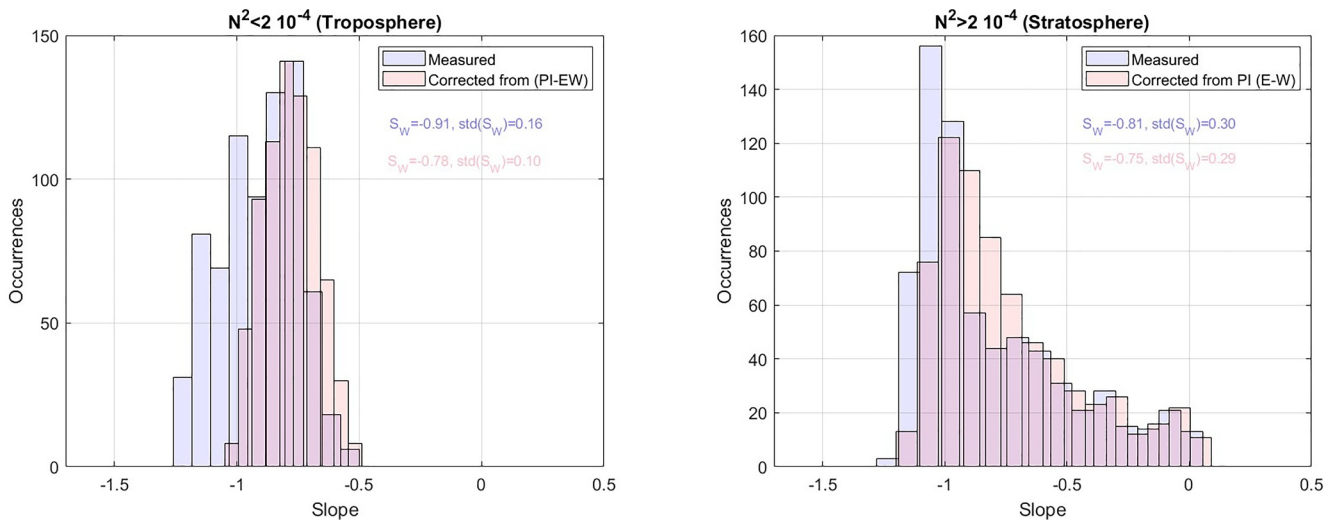 N²<2 10⁻⁴ (Troposphere)
150
100
50
0
-1.5
-1
-0.5
0
0.5
Occurrences
Slope
Measured
Corrected from (PI-EW)
S_W=-0.91, std(S_W)=0.16
S_W=-0.78, std(S_W)=0.10
N²>2 10⁻⁴ (Stratosphere)
160
140
120
100
80
60
40
20
0
-1.5
-1
-0.5
0
0.5
Occurrences
Slope
Measured
Corrected from PI (E-W)
S_W=-0.81, std(S_W)=0.30
S_W=-0.75, std(S_W)=0.29